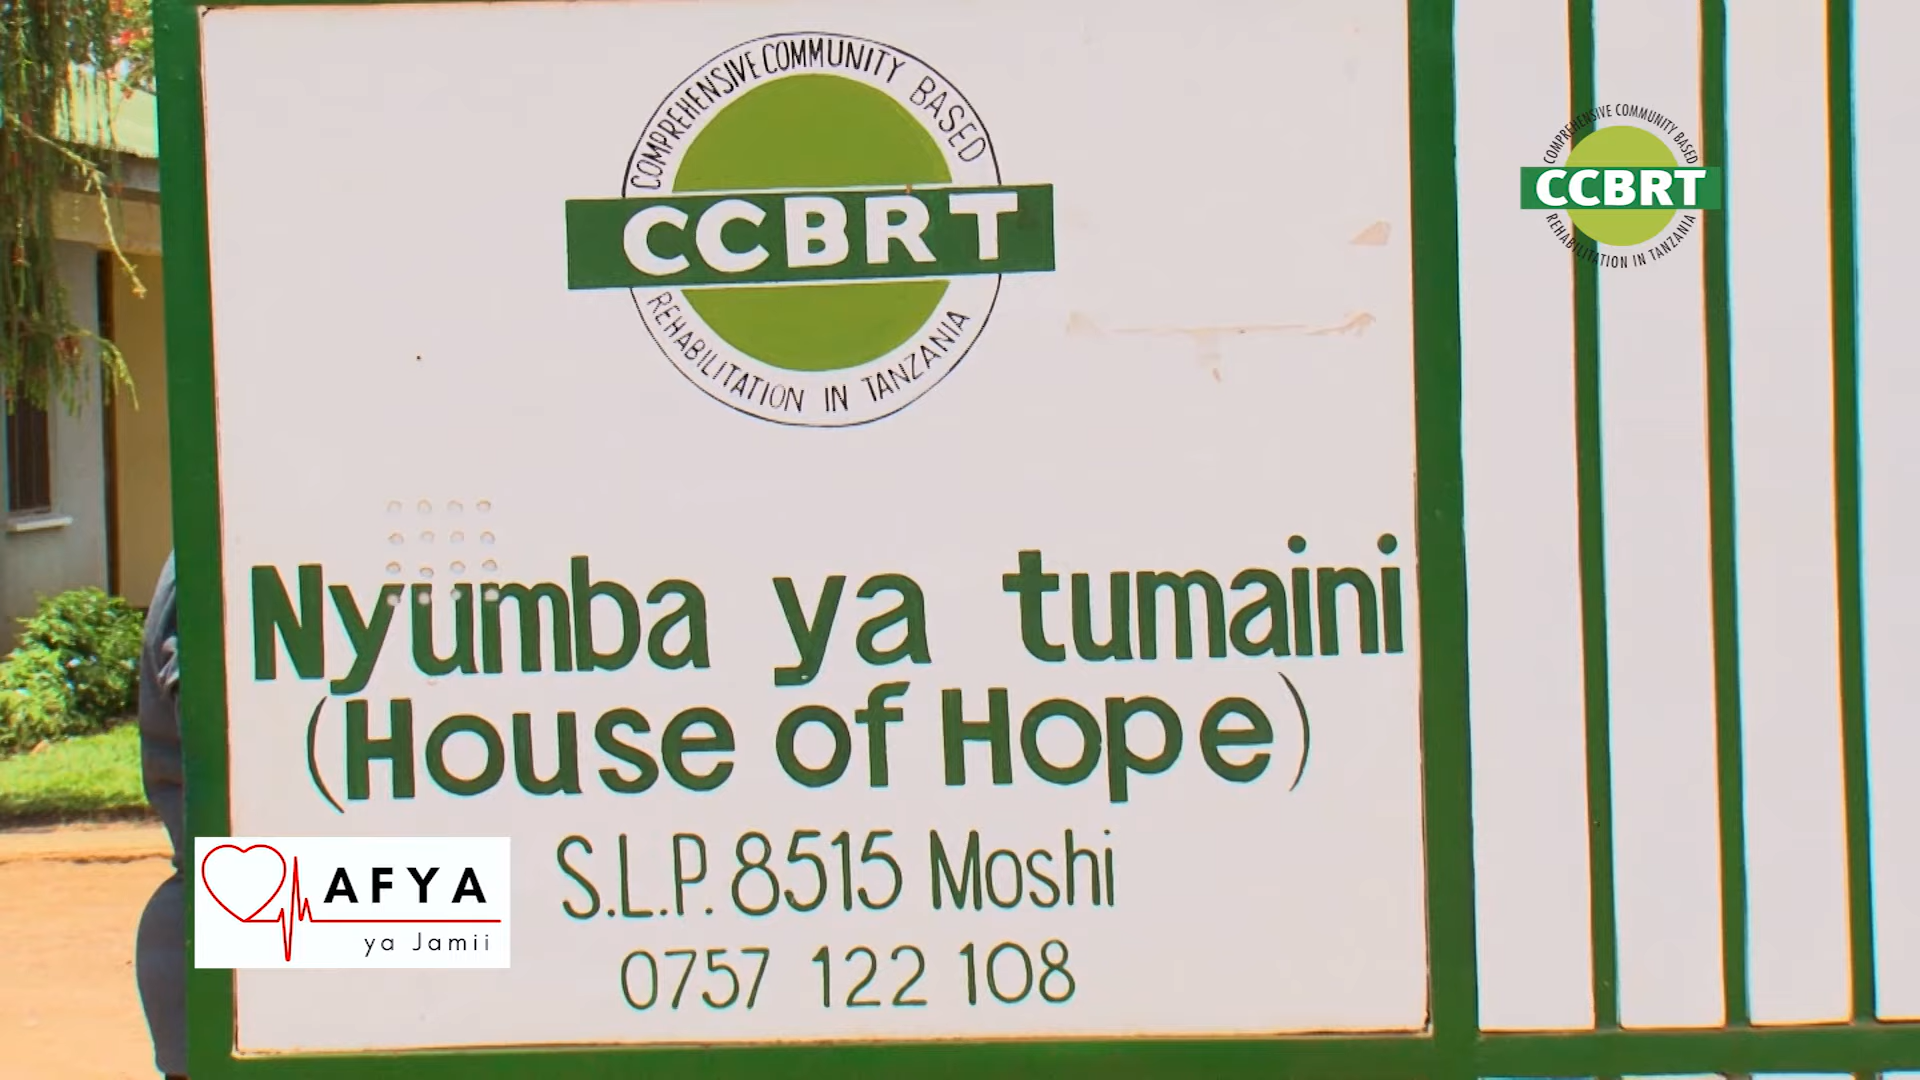 COMPREHENSIVE COMMUNITY BASED
CCBRT
REHABILITATION IN TANZANIA
COMPREHENSIVE COMMUNITY BASED
CCBRT
REHABILITATION IN TANZANIA
Nyumba ya tumaini
(House of Hope)
S.L.P. 8515 Moshi
0757 122 108
AFYA
ya Jamii